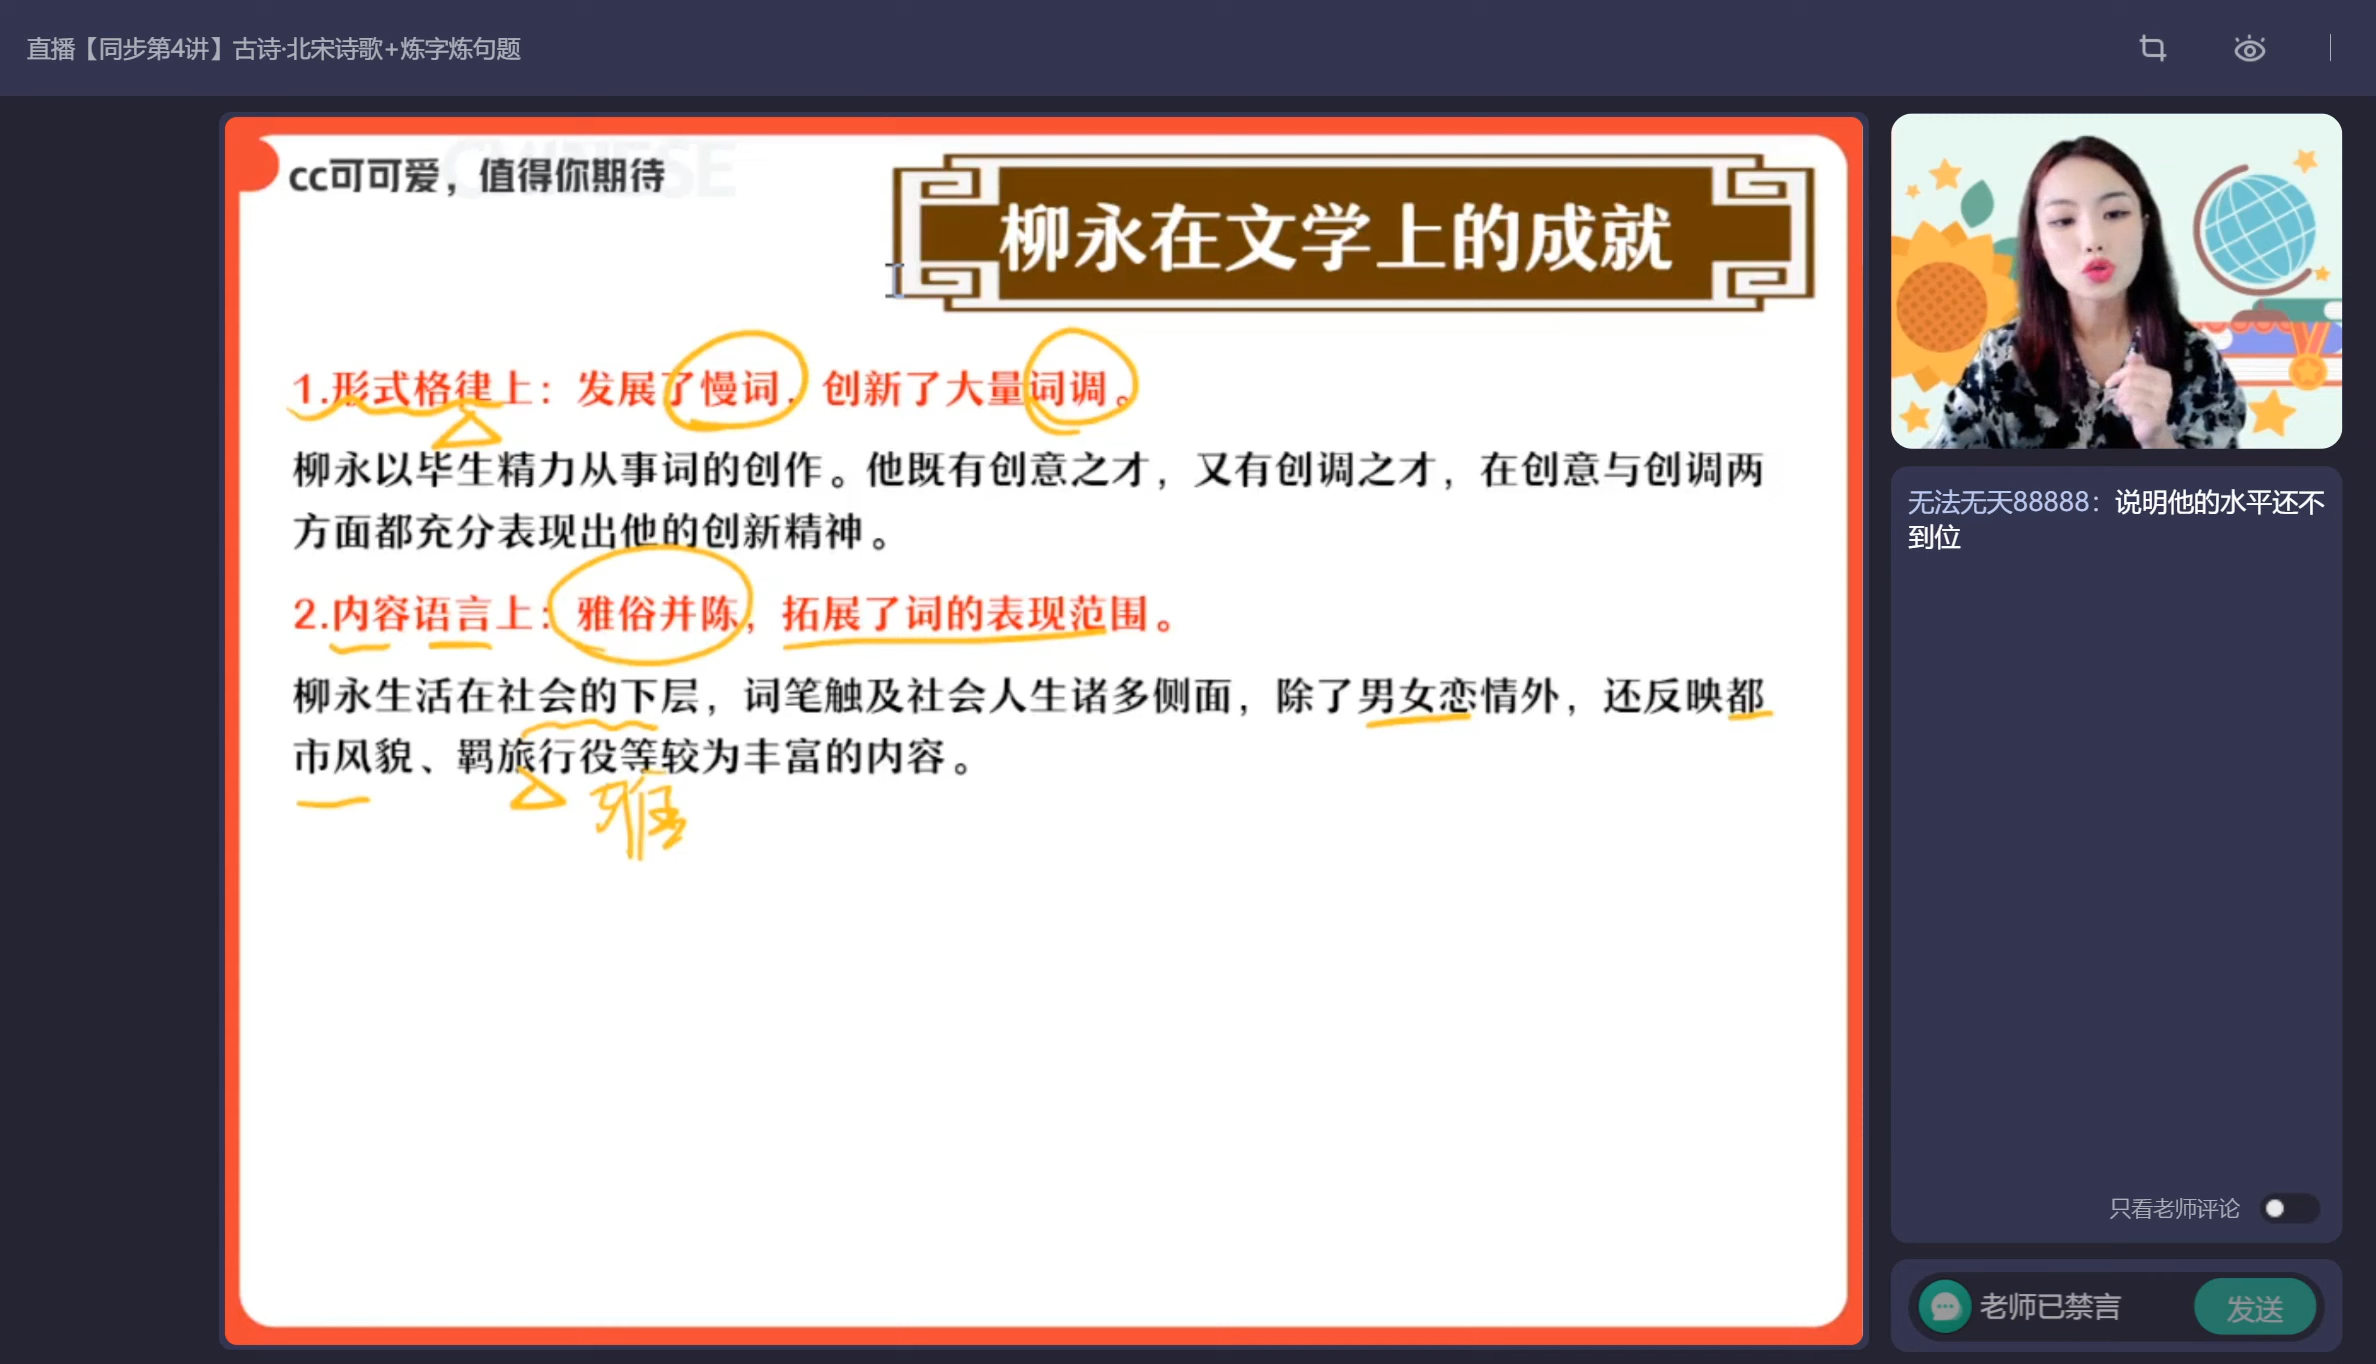 直播【同步第4讲】古诗·北宋诗歌+炼字炼句题
CHINESE
cc可可爱，值得你期待
柳永在文学上的成就
1.形式格律上：发展了慢词，创新了大量词调。
柳永以毕生精力从事词的创作。他既有创意之才，又有创调之才，在创意与创调两
方面都充分表现出他的创新精神。
2.内容语言上：雅俗并陈，拓展了词的表现范围。
柳永生活在社会的下层，词笔触及社会人生诸多侧面，除了男女恋情外，还反映都
市风貌、羁旅行役等较为丰富的内容。
雅
无法无天88888：说明他的水平还不
到位
只看老师评论
老师已禁言
发送